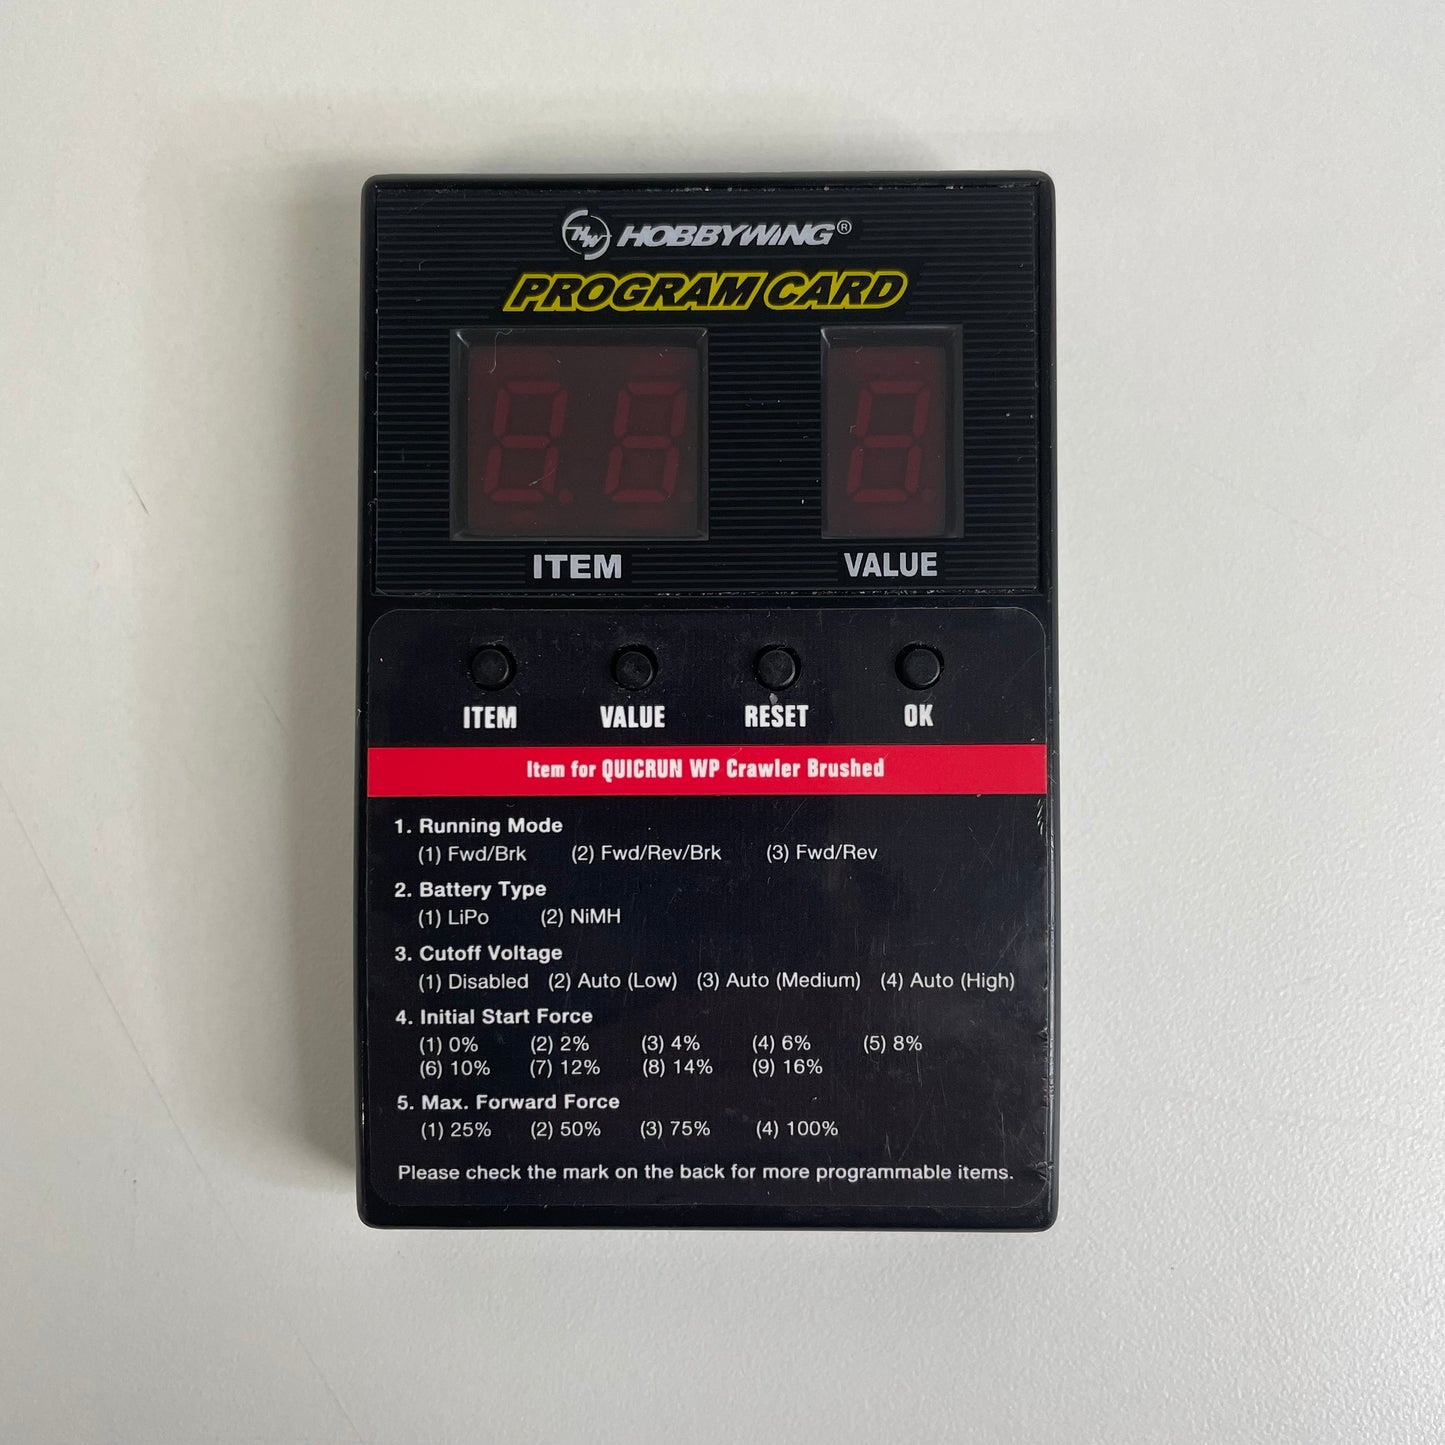 HW HOBBYWING®
PROGRAM CARD
ITEM VALUE
ITEM VALUE RESET OK
Item for QUICRUN WP Crawler Brushed
1. Running Mode
(1) Fwd/Brk (2) Fwd/Rev/Brk (3) Fwd/Rev
2. Battery Type
(1) LiPo (2) NiMH
3. Cutoff Voltage
(1) Disabled (2) Auto (Low) (3) Auto (Medium) (4) Auto (High)
4. Initial Start Force
(1) 0% (2) 2% (3) 4% (4) 6% (5) 8%
(6) 10% (7) 12% (8) 14% (9) 16%
5. Max. Forward Force
(1) 25% (2) 50% (3) 75% (4) 100%
Please check the mark on the back for more programmable items.